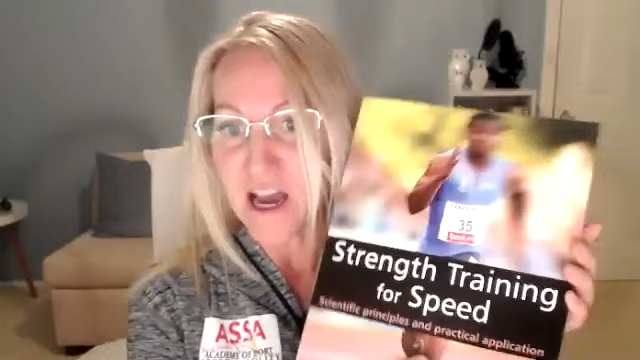 35
Strength Training
for Speed
Scientific principles and practical application
ASSA
ACADEMY OF SPORT